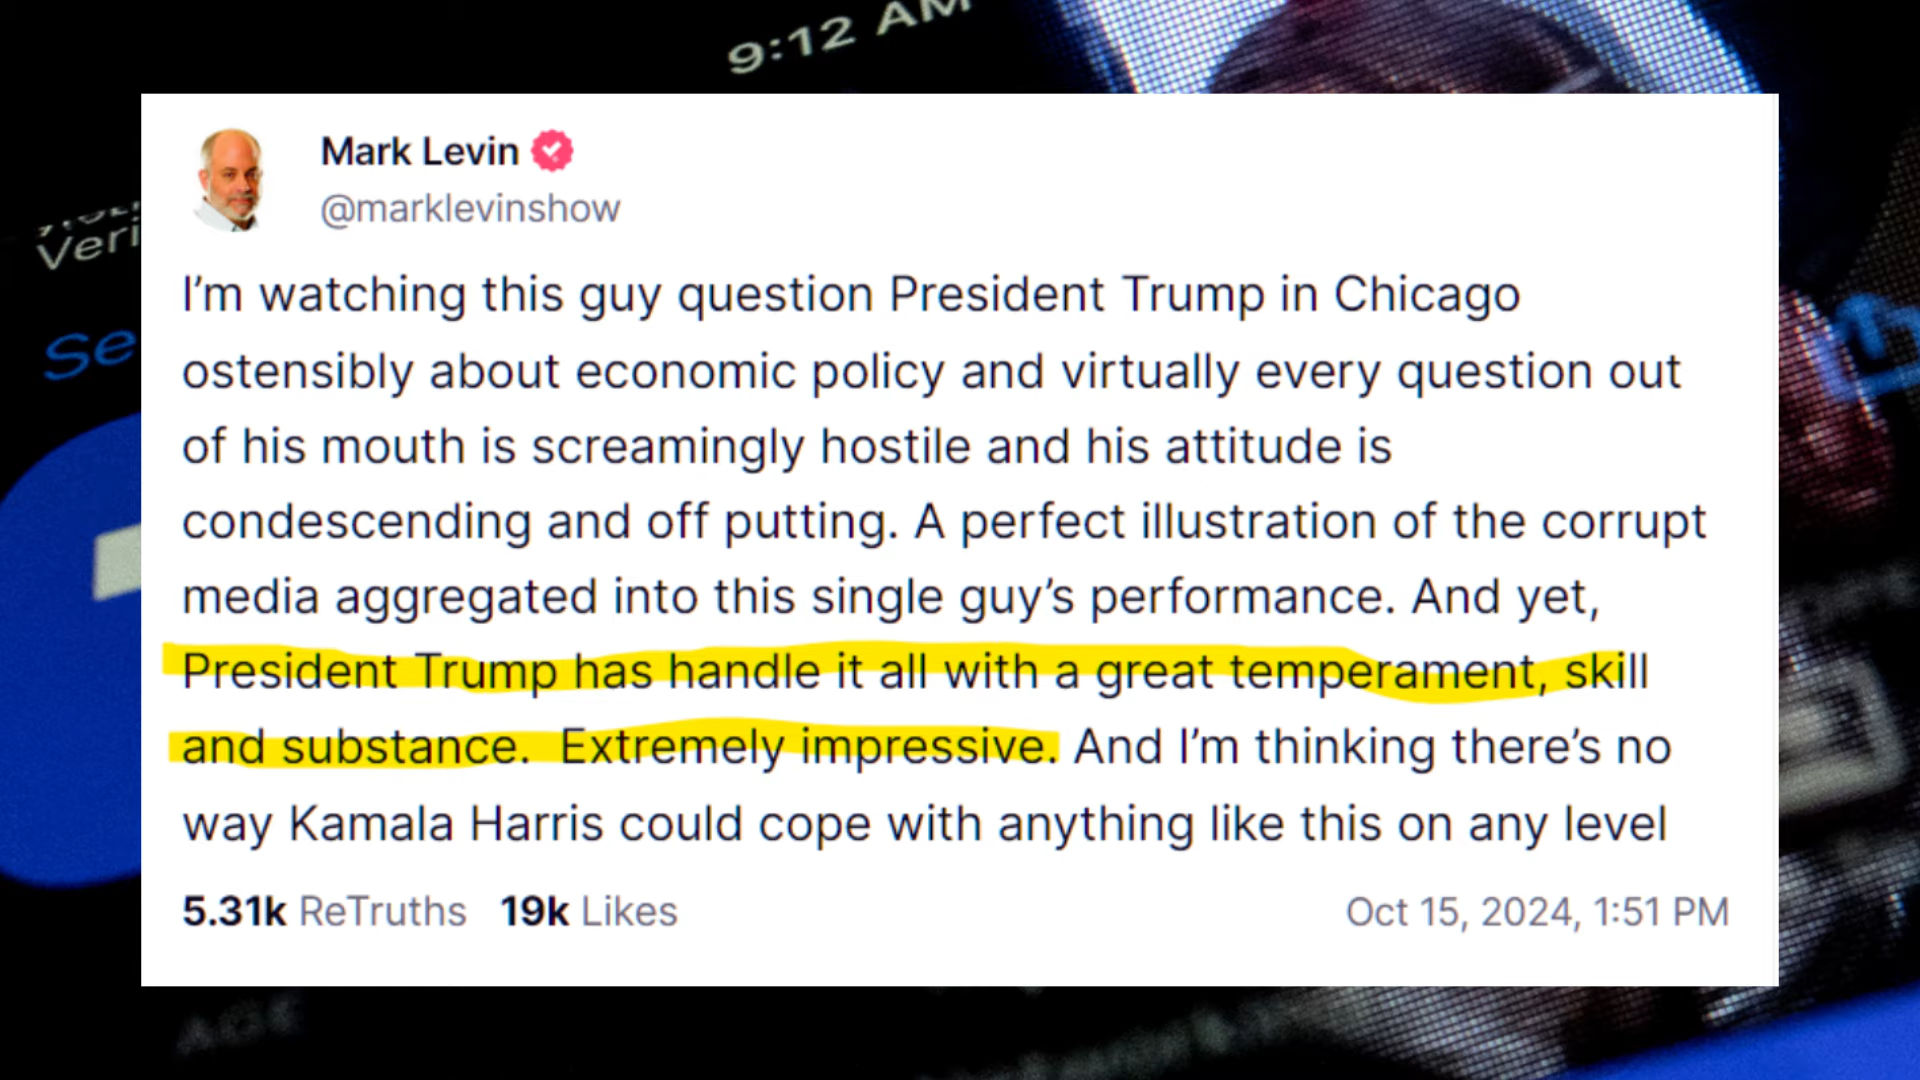 9:12 AM
Mark Levin
@marklevinshow
Veri
Se
I’m watching this guy question President Trump in Chicago
ostensibly about economic policy and virtually every question out
of his mouth is screamingly hostile and his attitude is
condescending and off putting. A perfect illustration of the corrupt
media aggregated into this single guy’s performance. And yet,
President Trump has handle it all with a great temperament, skill
and substance.  Extremely impressive. And I’m thinking there’s no
way Kamala Harris could cope with anything like this on any level
5.31k ReTruths 19k Likes
Oct 15, 2024, 1:51 PM
AGE